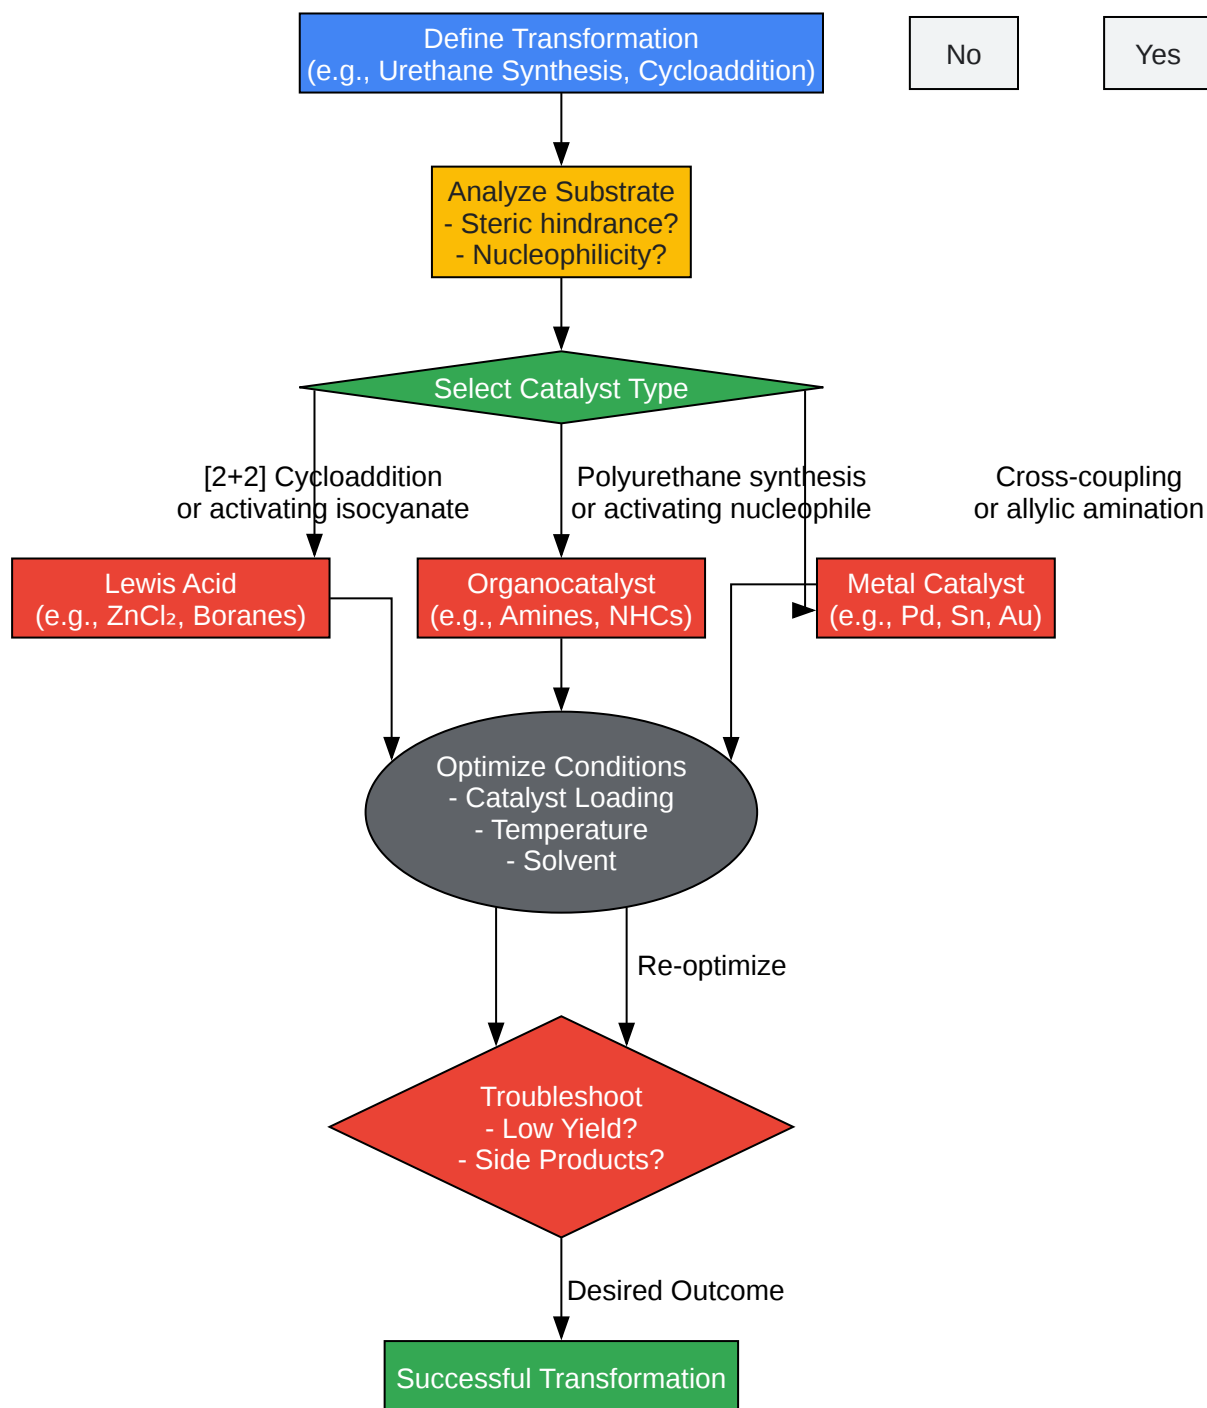 Define Transformation
(e.g., Urethane Synthesis, Cycloaddition)
No
Yes
Analyze Substrate
- Steric hindrance?
- Nucleophilicity?
Select Catalyst Type
[2+2] Cycloaddition
or activating isocyanate
Polyurethane synthesis
or activating nucleophile
Cross-coupling
or allylic amination
Lewis Acid
(e.g., ZnCl₂, Boranes)
Organocatalyst
(e.g., Amines, NHCs)
Metal Catalyst
(e.g., Pd, Sn, Au)
Optimize Conditions
- Catalyst Loading
- Temperature
- Solvent
Re-optimize
Troubleshoot
- Low Yield?
- Side Products?
Desired Outcome
Successful Transformation